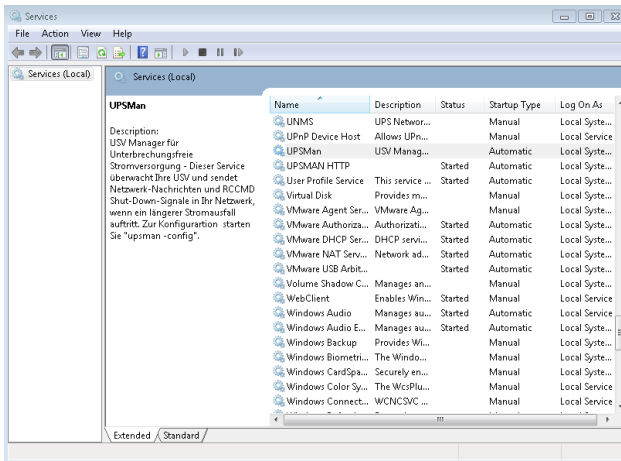 Services
File Action View Help
Services (Local)
Services (Local)
UPSMan
Description:
USV Manager für
Unterbrechungsfreie
Stromversorgung - Dieser Service
überwacht Ihre USV und sendet
Netzwerk-Nachrichten und RCCMD
Shut-Down-Signale in Ihr Netzwerk,
wenn ein längerer Stromausfall
auftritt. Zur Konfigurartion starten
Sie "upsman -config".
Name Description Status Startup Type Log On As
UNMS UPS Networ... Manual Local Syste...
UPnP Device Host Allows UPn... Manual Local Service
UPSMan USV Manag... Automatic Local Syste...
UPSMAN HTTP Started Automatic Local Syste...
User Profile Service This service ... Started Automatic Local Syste...
Virtual Disk Provides m... Manual Local Syste...
VMware Agent Ser... VMware Ag... Manual Local Syste...
VMware Authoriza... Authorizati... Started Automatic Local Syste...
VMware DHCP Ser... DHCP servi... Started Automatic Local Syste...
VMware NAT Serv... Network ad... Started Automatic Local Syste...
VMware USB Arbit... Started Automatic Local Syste...
Volume Shadow C... Manages an... Manual Local Syste...
WebClient Enables Win... Started Manual Local Service
Windows Audio Manages au... Started Automatic Local Service
Windows Audio E... Manages au... Started Automatic Local Syste...
Windows Backup Provides Wi... Manual Local Syste...
Windows Biometri... The Windo... Manual Local Syste...
Windows CardSpa... Securely en... Manual Local Syste...
Windows Color Sy... The WcsPlu... Manual Local Service
Windows Connect... WCNCSVC ... Manual Local Service
Extended Standard